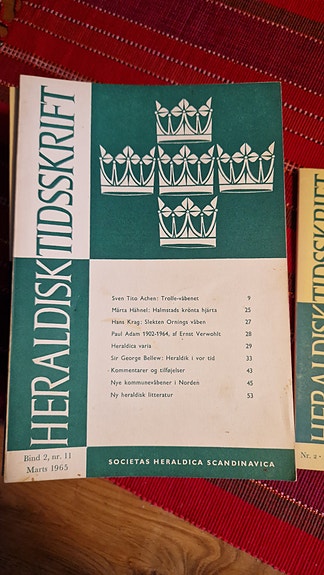 HERALDISK TIDSSKRIFT
Sven Tito Achen: Trolle-våbenet 9
Märta Hähnel: Halmstads krönta hjärta 25
Hans Krag: Slekten Ornings våben 27
Paul Adam 1902-1964, af Ernst Verwohlt 28
Heraldica varia 29
Sir George Bellew: Heraldik i vor tid 33
Kommentarer og tilføjelser 43
Nye kommunevåbener i Norden 45
Ny heraldisk litteratur 53
Bind 2, nr. 11
Marts 1965
SOCIETAS HERALDICA SCANDINAVICA
Nr. 2 -